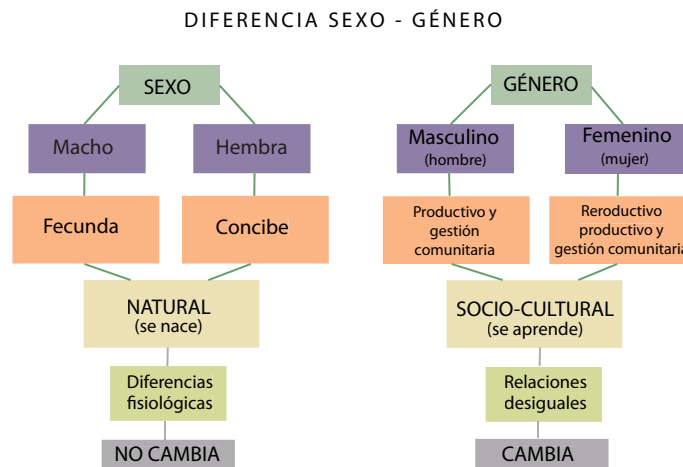 DIFERENCIA SEXO - GÉNERO
SEXO
Macho
Hembra
Fecunda
Concibe
NATURAL
(se nace)
Diferencias
fisiológicas
NO CAMBIA
GÉNERO
Masculino
(hombre)
Femenino
(mujer)
Productivo y
gestión
comunitaria
Reroductivo
productivo y
gestión comunitaria
SOCIO-CULTURAL
(se aprende)
Relaciones
desiguales
CAMBIA